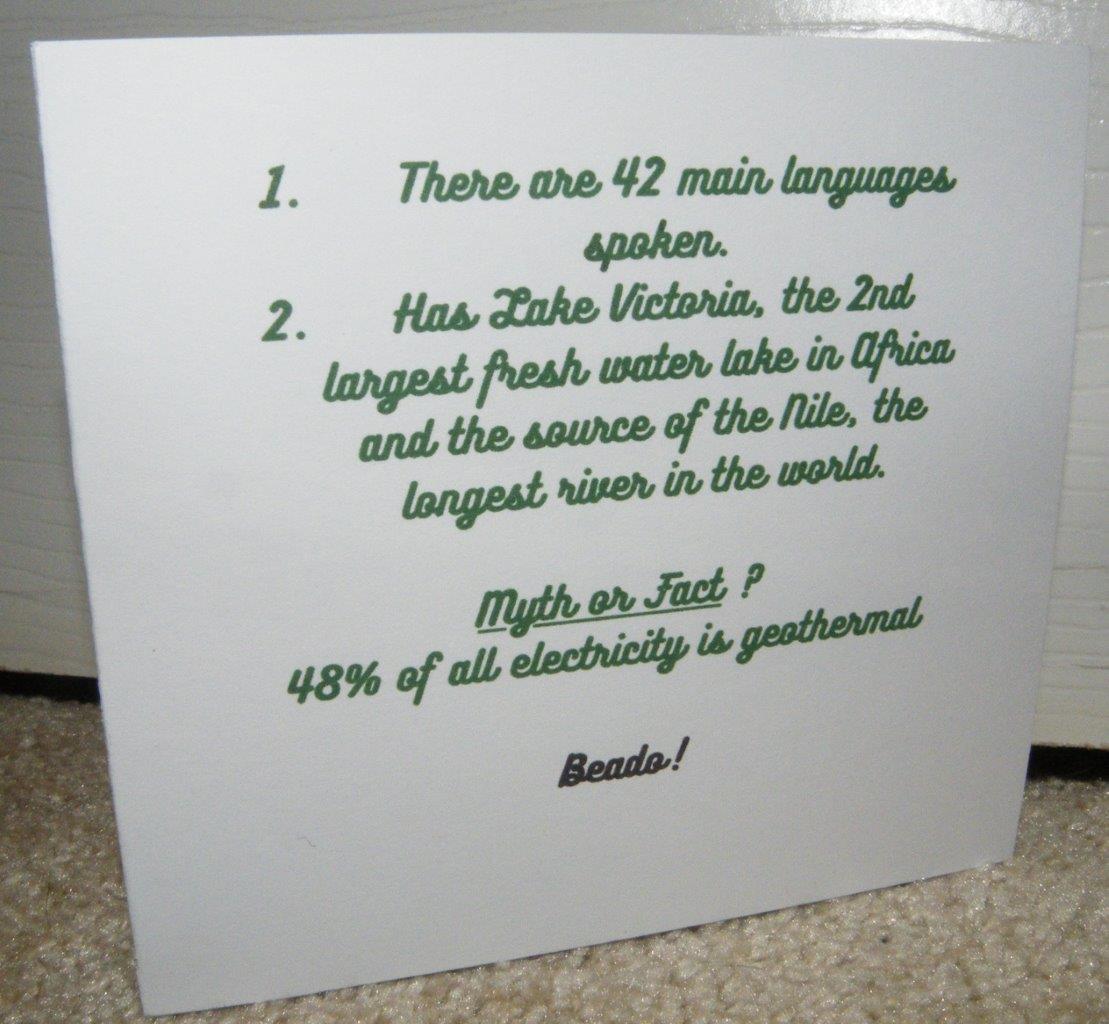 1. There are 42 main languages
spoken.
2. Has Lake Victoria, the 2nd
largest fresh water lake in Africa
and the source of the Nile, the
longest river in the world.
Myth or Fact ?
48% of all electricity is geothermal
Beado!